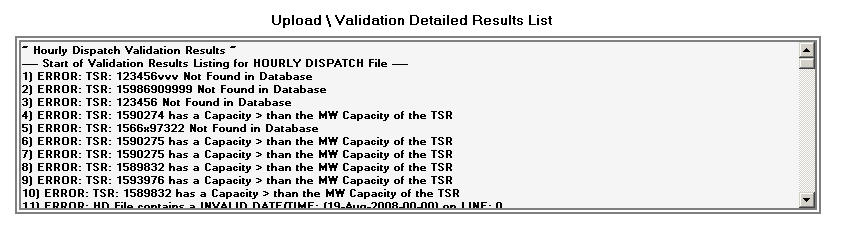 Upload \ Validation Detailed Results List
~ Hourly Dispatch Validation Results ~
--- Start of Validation Results Listing for HOURLY DISPATCH File ---
1) ERROR: TSR: 123456vvv Not Found in Database
2) ERROR: TSR: 15986909999 Not Found in Database
3) ERROR: TSR: 123456 Not Found in Database
4) ERROR: TSR: 1590274 has a Capacity > than the MW Capacity of the TSR
5) ERROR: TSR: 1566x97322 Not Found in Database
6) ERROR: TSR: 1590275 has a Capacity > than the MW Capacity of the TSR
7) ERROR: TSR: 1590275 has a Capacity > than the MW Capacity of the TSR
8) ERROR: TSR: 1589832 has a Capacity > than the MW Capacity of the TSR
9) ERROR: TSR: 1593976 has a Capacity > than the MW Capacity of the TSR
10) ERROR: TSR: 1589832 has a Capacity > than the MW Capacity of the TSR
11) ERROR: HD File contains a INVALID DATE/TIME: (19-Aug-2008-00-00) on LINE: 0